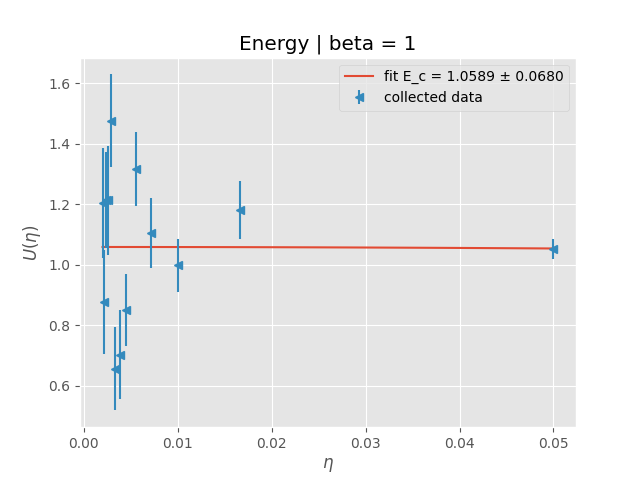 Energy | beta = 1
fit E_c = 1.0589 ± 0.0680
collected data
U(η)
1.6
1.4
1.2
1.0
0.8
0.6
0.00 0.01 0.02 0.03 0.04 0.05
η